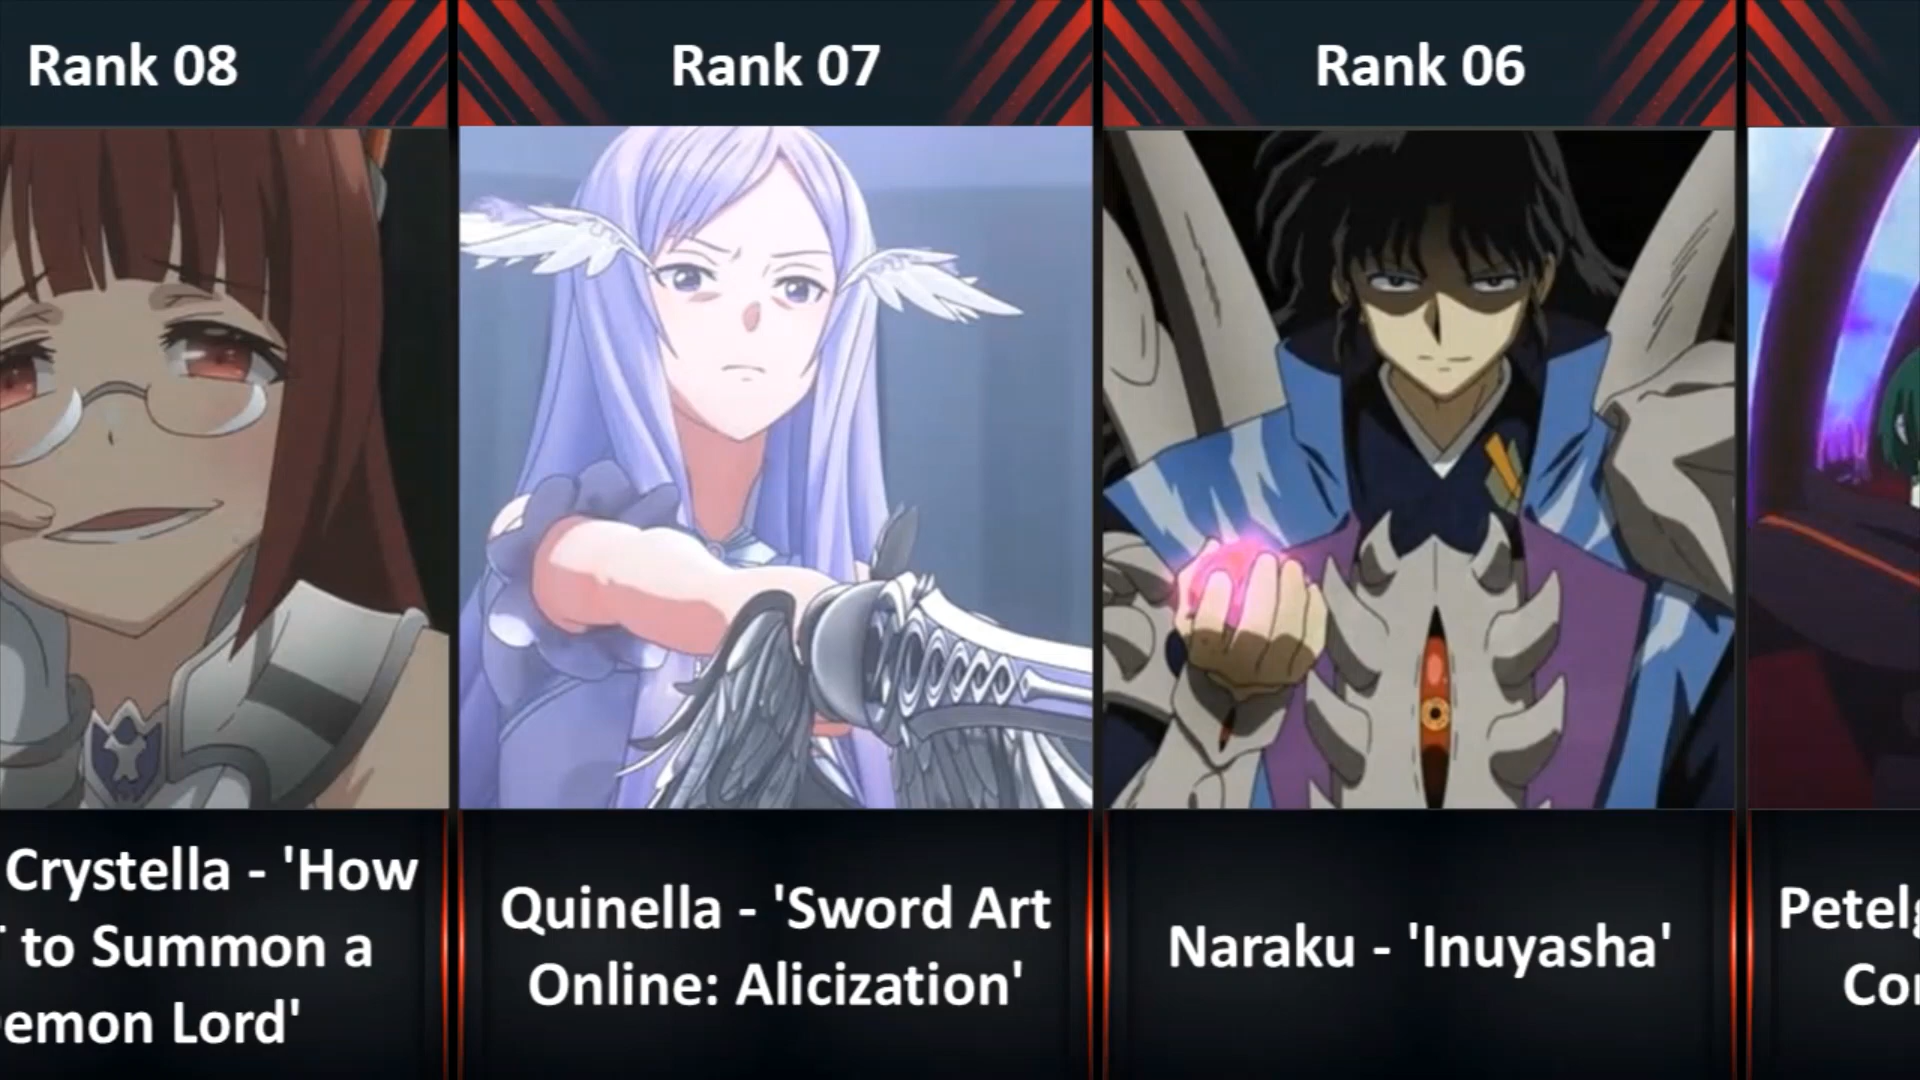 Rank 08
Rank 07
Rank 06
Crystella - 'How
to Summon a
emon Lord'
Quinella - 'Sword Art
Online: Alicization'
Naraku - 'Inuyasha'
Petelg
Co